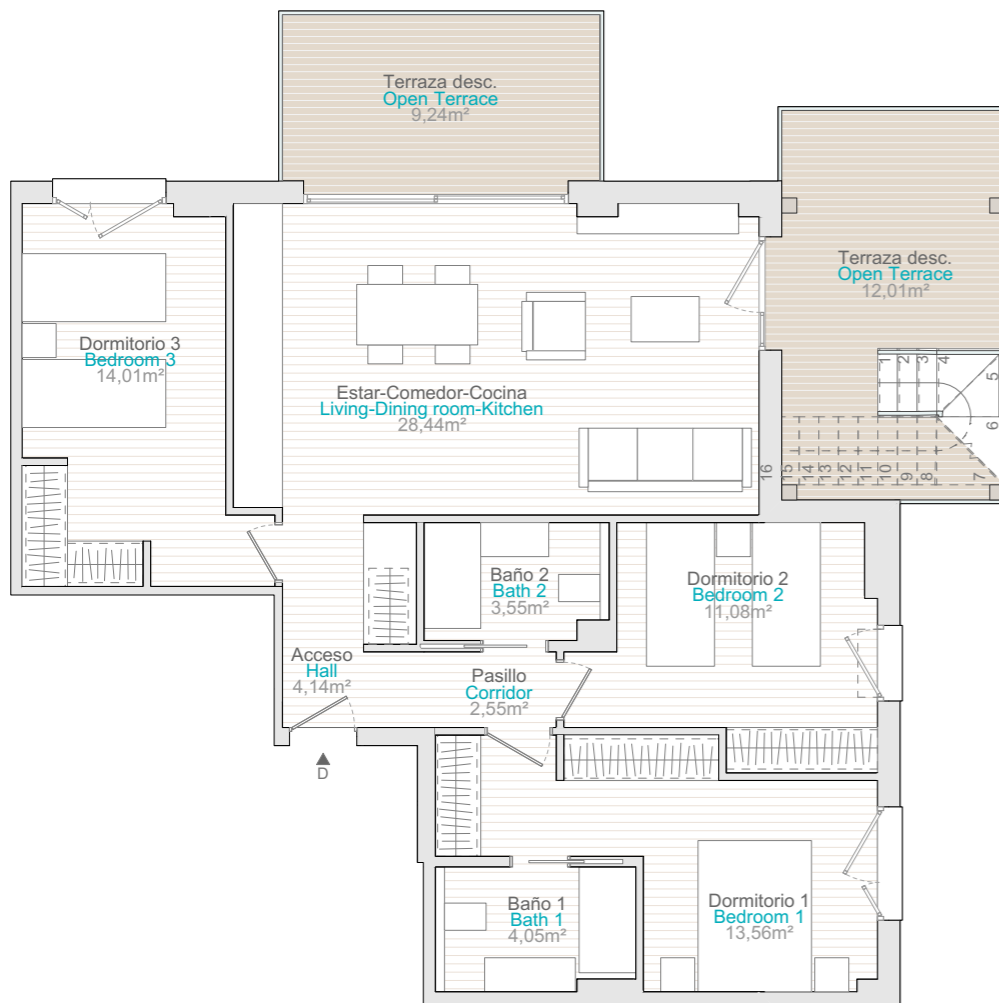 Terraza desc.
Open Terrace
9,24m²
Terraza desc.
Open Terrace
12,01m²
Dormitorio 3
Bedroom 3
14,01m²
Estar-Comedor-Cocina
Living-Dining room-Kitchen
28,44m²
1
2
3
4
5
6
7
8
9
10
11
12
13
14
15
16
Baño 2
Bath 2
3,55m²
Dormitorio 2
Bedroom 2
11,08m²
Acceso
Hall
4,14m²
Pasillo
Corridor
2,55m²
D
Baño 1
Bath 1
4,05m²
Dormitorio 1
Bedroom 1
13,56m²